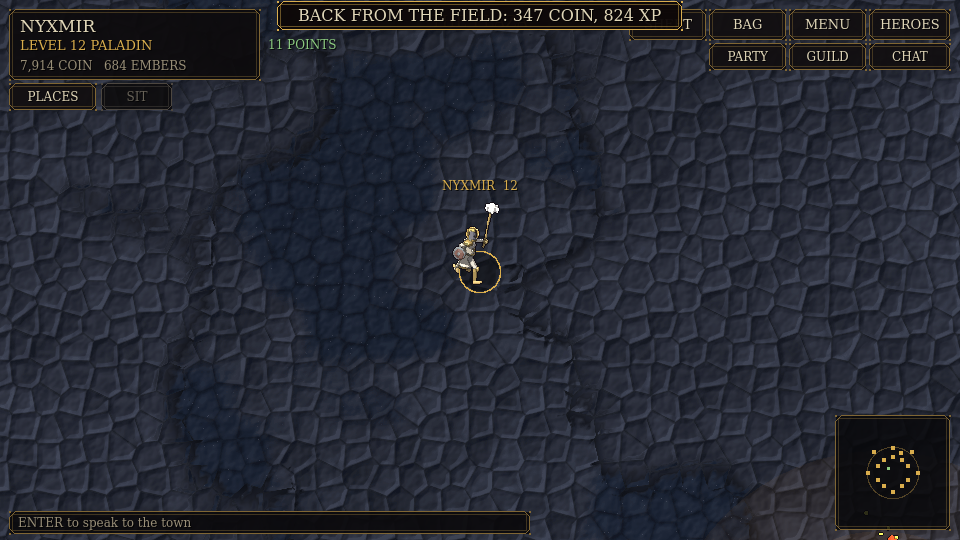 NYXMIR
LEVEL 12 PALADIN
7,914 COIN 684 EMBERS
BACK FROM THE FIELD: 347 COIN, 824 XP
11 POINTS
BAG
MENU
HEROES
PARTY
GUILD
CHAT
PLACES
SIT
NYXMIR 12
ENTER to speak to the town